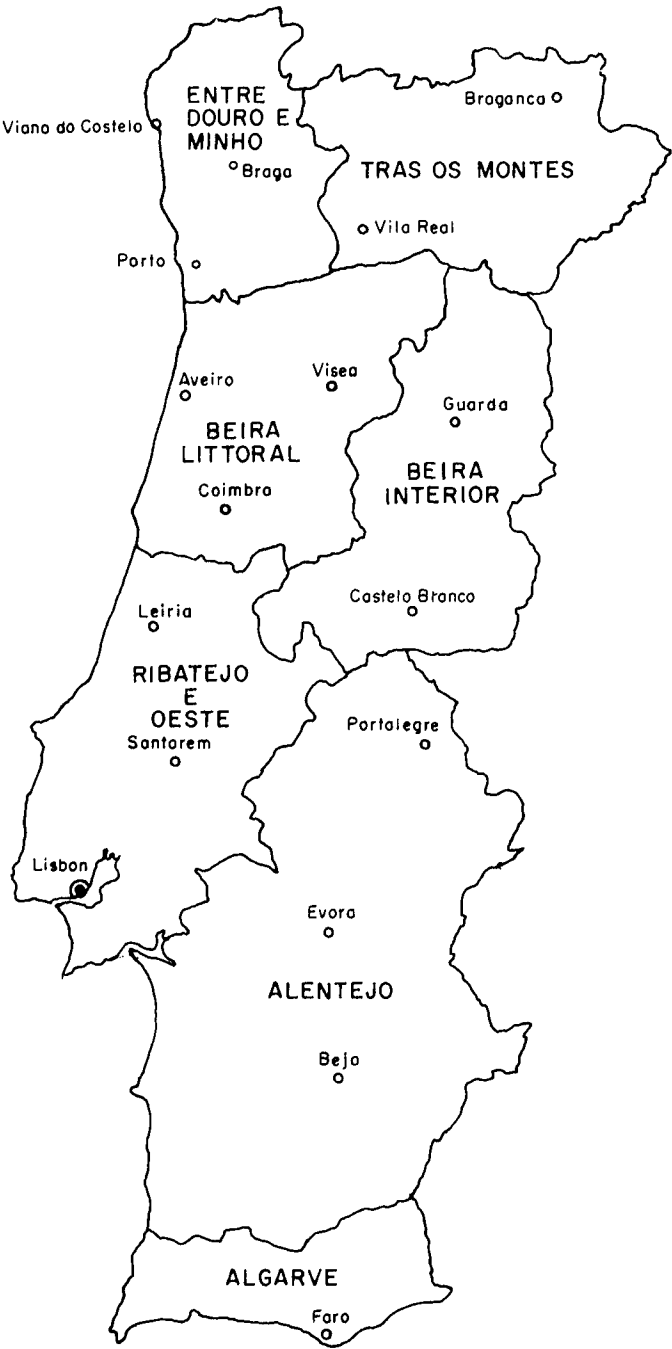 ENTRE
DOURO E
MINHO
Braganca
Viana do Costelo
Braga
TRAS OS MONTES
Vila Real
Porto
Aveiro
Visea
Guarda
BEIRA
LITTORAL
BEIRA
INTERIOR
Coimbra
Castelo Branco
Leiria
RIBATEJO
E
OESTE
Santarem
Portalegre
Lisbon
Evora
ALENTEJO
Beja
ALGARVE
Faro